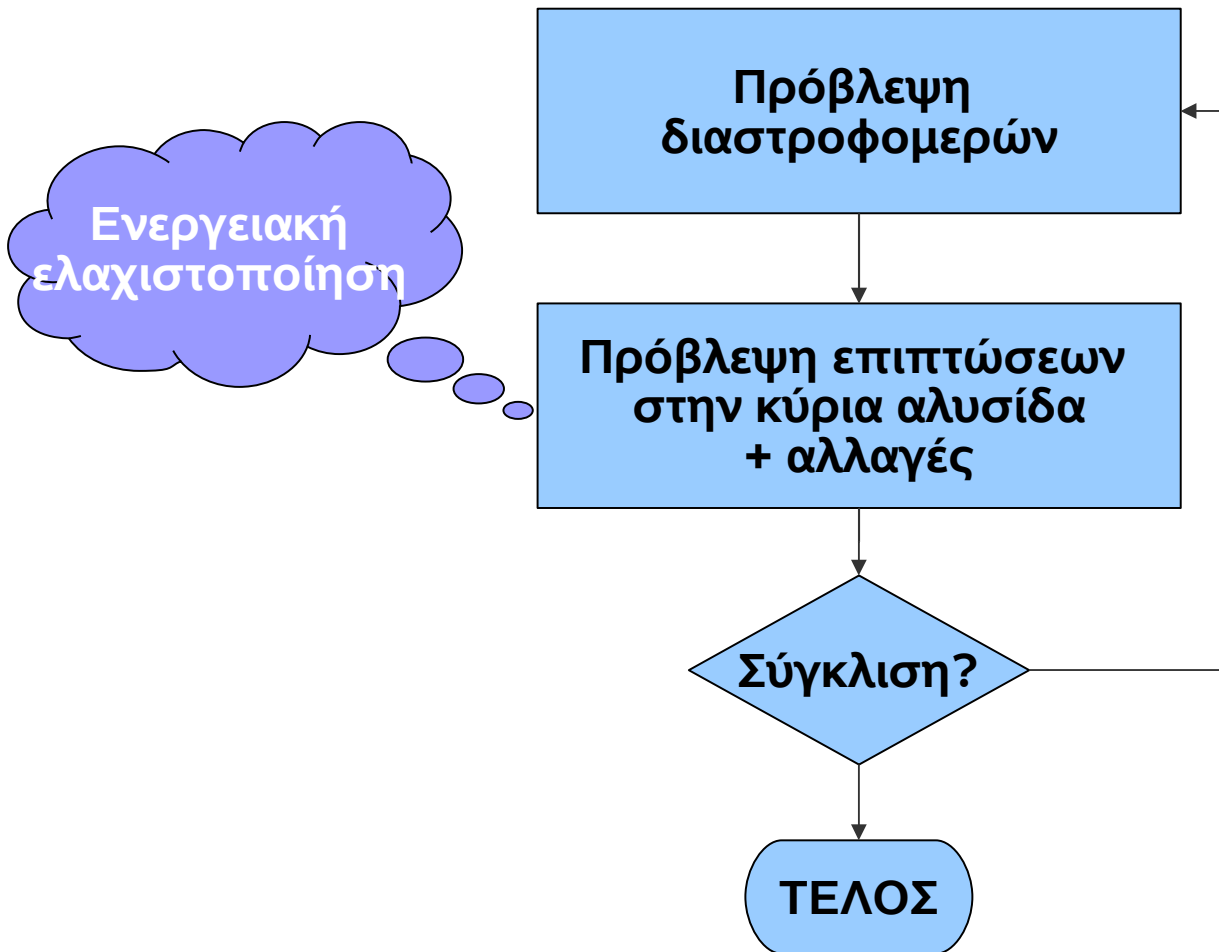 Πρόβλεψη
διαστροφομερών
Ενεργειακή
ελαχιστοποίηση
Πρόβλεψη επιπτώσεων
στην κύρια αλυσίδα
+ αλλαγές
Σύγκλιση?
ΤΕΛΟΣ